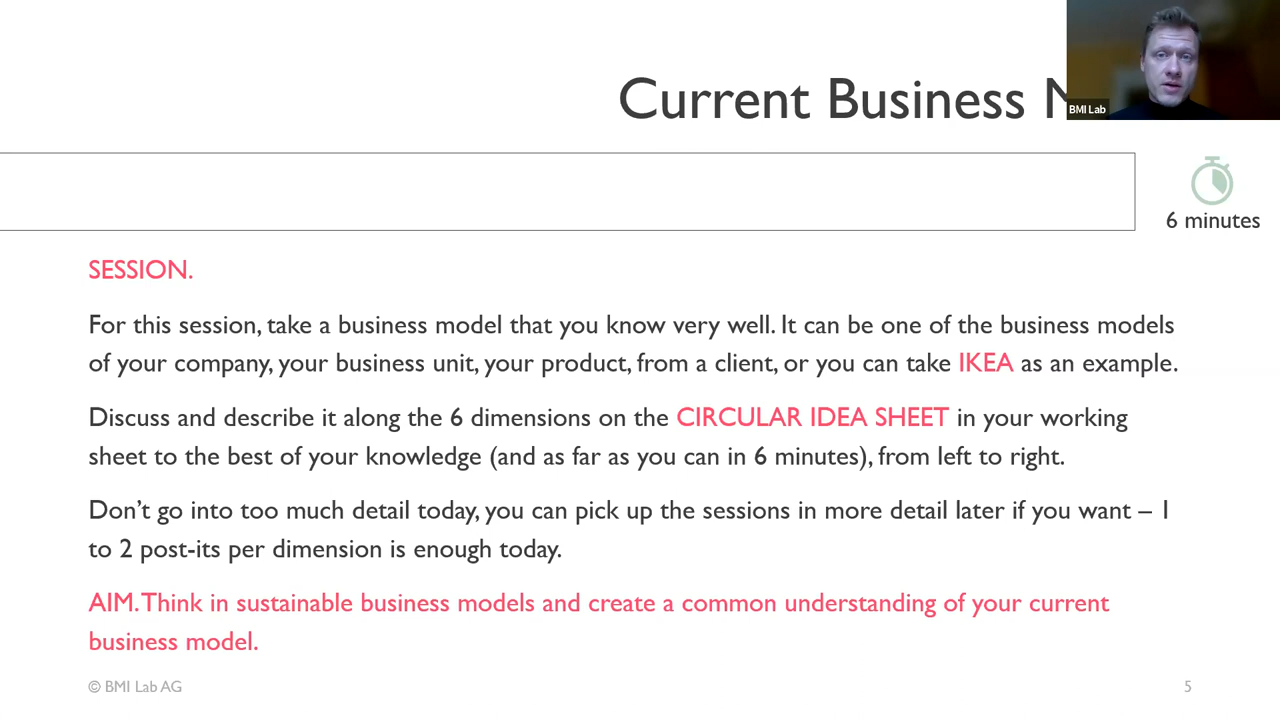 Current Business
BMI Lab
6 minutes
SESSION.
For this session, take a business model that you know very well. It can be one of the business models
of your company, your business unit, your product, from a client, or you can take IKEA as an example.
Discuss and describe it along the 6 dimensions on the CIRCULAR IDEA SHEET in your working
sheet to the best of your knowledge (and as far as you can in 6 minutes), from left to right.
Don’t go into too much detail today, you can pick up the sessions in more detail later if you want – 1
to 2 post-its per dimension is enough today.
AIM. Think in sustainable business models and create a common understanding of your current
business model.
© BMI Lab AG
5